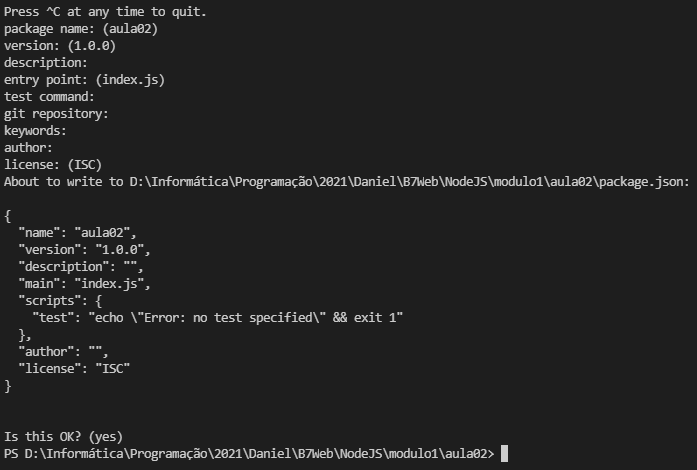 Press ^C at any time to quit.
package name: (aula02)
version: (1.0.0)
description:
entry point: (index.js)
test command:
git repository:
keywords:
author:
license: (ISC)
About to write to D:\Informática\Programação\2021\Daniel\B7Web\NodeJS\modulo1\aula02\package.json:

{
  "name": "aula02",
  "version": "1.0.0",
  "description": "",
  "main": "index.js",
  "scripts": {
    "test": "echo \"Error: no test specified\" && exit 1"
  },
  "author": "",
  "license": "ISC"
}

Is this OK? (yes)
PS D:\Informática\Programação\2021\Daniel\B7Web\NodeJS\modulo1\aula02>